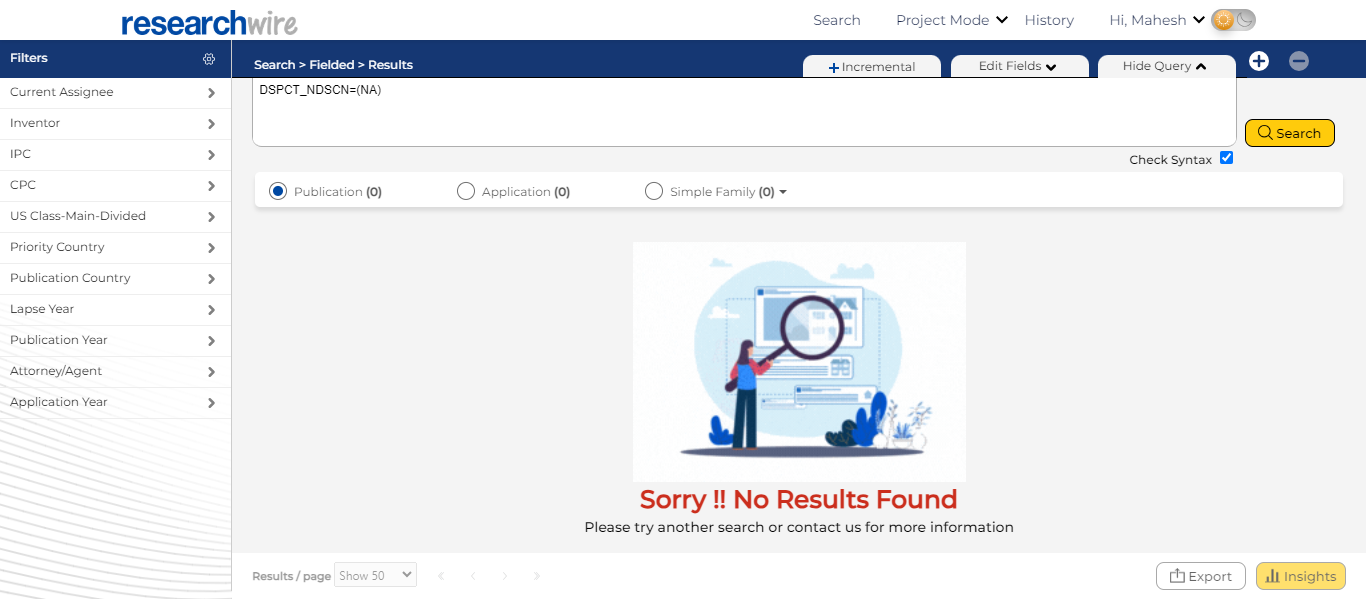 researchwire
Search Project Mode History Hi, Mahesh
Filters
Search > Fielded > Results
Incremental
Edit Fields
Hide Query
Current Assignee
Inventor
IPC
CPC
US Class-Main-Divided
Priority Country
Publication Country
Lapse Year
Publication Year
Attorney/Agent
Application Year
DSPCT_NDSCN=(NA)
Search
Check Syntax
Publication (0) Application (0) Simple Family (0)
Sorry !! No Results Found
Please try another search or contact us for more information
Results / page Show 50
Export Insights